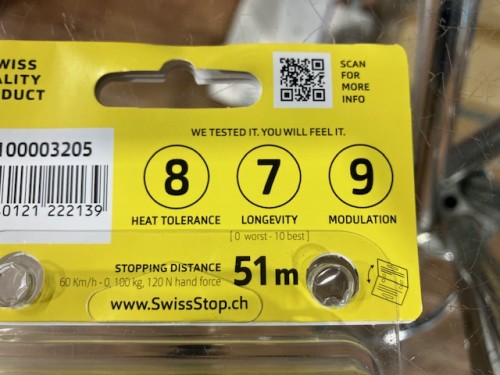 WISS
ALITY
DUCT
SCAN
FOR
MORE
INFO
WE TESTED IT. YOU WILL FEEL IT.
100003205
0121 222139
8
7
9
HEAT TOLERANCE
LONGEVITY
MODULATION
[ 0 worst - 10 best ]
STOPPING DISTANCE
60 Km/h - 0, 100 kg, 120 N hand force
51m
www.SwissStop.ch